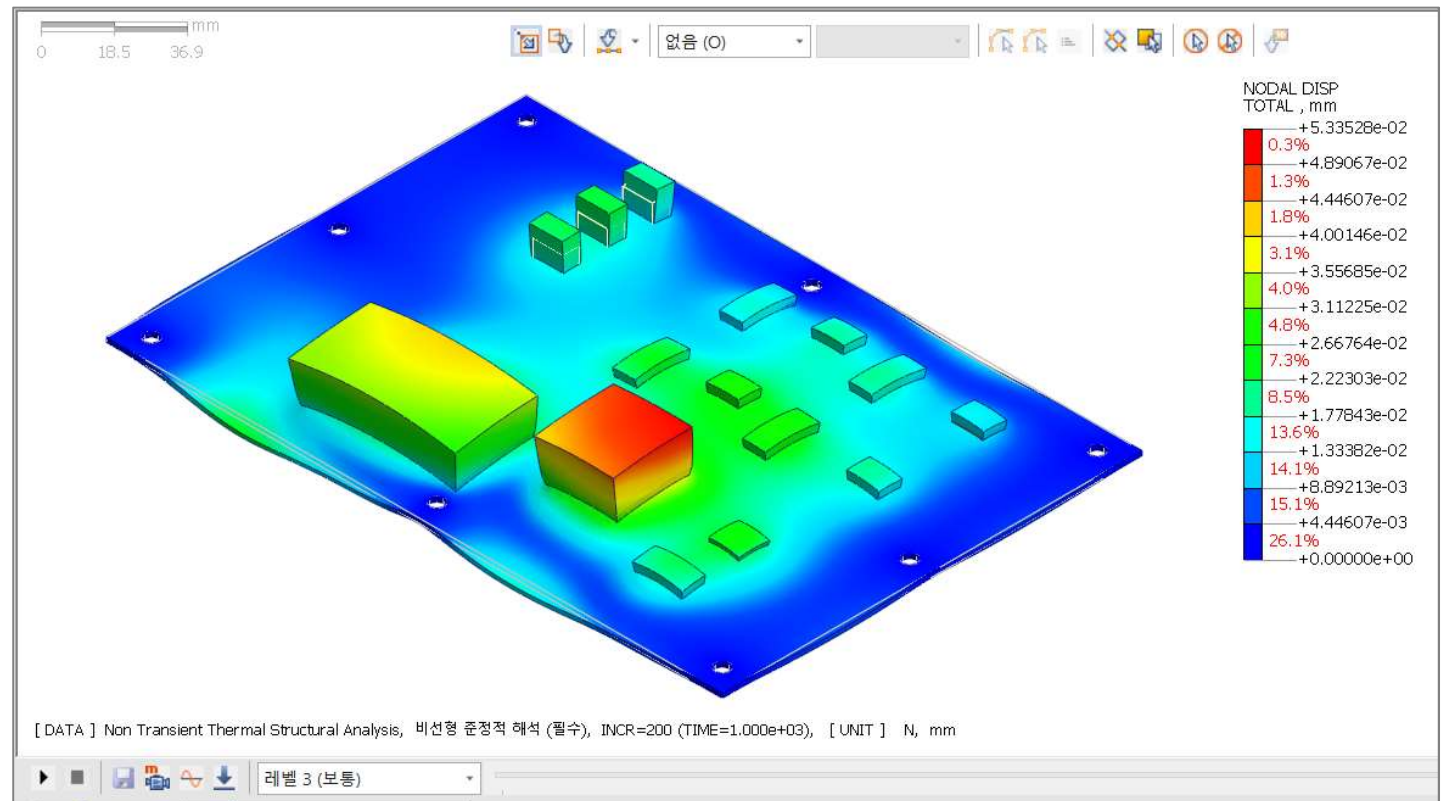 mm
0 18.5 36.9
없음 (O)
NODAL DISP
TOTAL , mm
+5.33528e-02
0.3%
+4.89067e-02
1.3%
+4.44607e-02
1.8%
+4.00146e-02
3.1%
+3.55685e-02
4.0%
+3.11225e-02
4.8%
+2.66764e-02
7.3%
+2.22303e-02
8.5%
+1.77843e-02
13.6%
+1.33382e-02
14.1%
+8.89213e-03
15.1%
+4.44607e-03
26.1%
+0.00000e+00
[ DATA ] Non Transient Thermal Structural Analysis, 비선형 준정적 해석 (필수), INCR=200 (TIME=1.000e+03), [ UNIT ] N, mm
m
레벨 3 (보통)